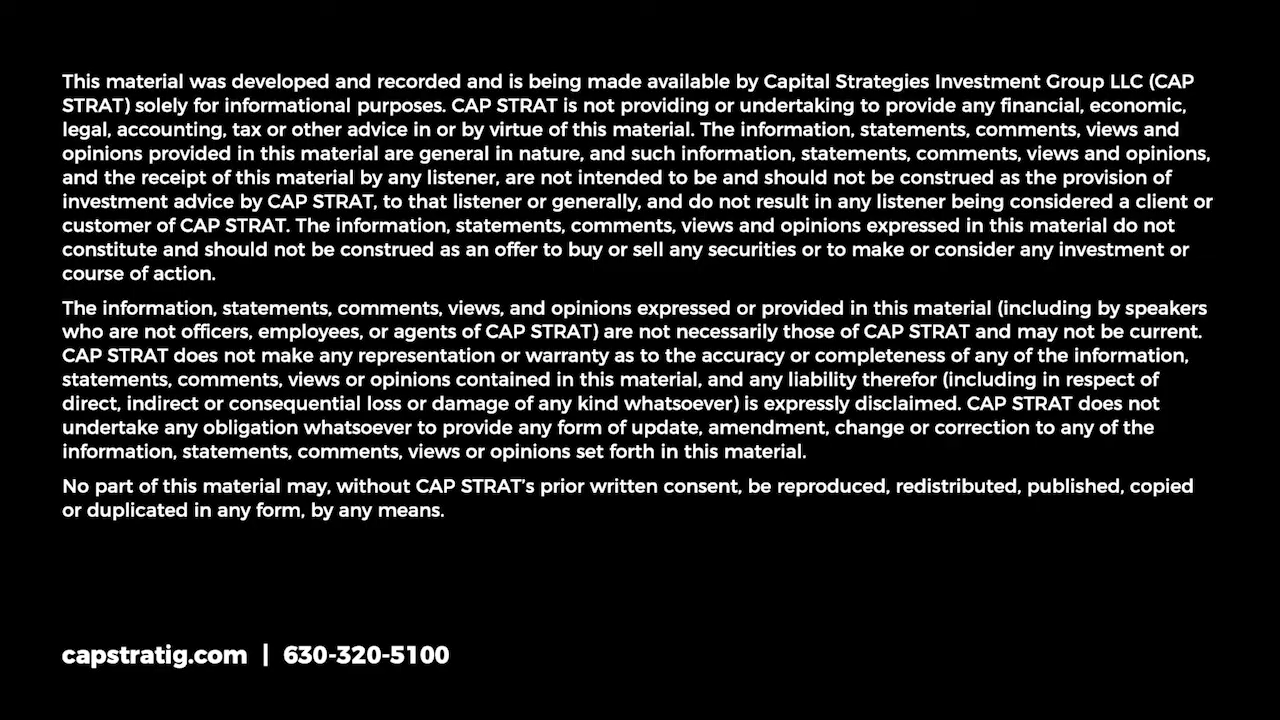 This material was developed and recorded and is being made available by Capital Strategies Investment Group LLC (CAP
STRAT) solely for informational purposes. CAP STRAT is not providing or undertaking to provide any financial, economic,
legal, accounting, tax or other advice in or by virtue of this material. The information, statements, comments, views and
opinions provided in this material are general in nature, and such information, statements, comments, views and opinions,
and the receipt of this material by any listener, are not intended to be and should not be construed as the provision of
investment advice by CAP STRAT, to that listener or generally, and do not result in any listener being considered a client or
customer of CAP STRAT. The information, statements, comments, views and opinions expressed in this material do not
constitute and should not be construed as an offer to buy or sell any securities or to make or consider any investment or
course of action.
The information, statements, comments, views, and opinions expressed or provided in this material (including by speakers
who are not officers, employees, or agents of CAP STRAT) are not necessarily those of CAP STRAT and may not be current.
CAP STRAT does not make any representation or warranty as to the accuracy or completeness of any of the information,
statements, comments, views or opinions contained in this material, and any liability therefor (including in respect of
direct, indirect or consequential loss or damage of any kind whatsoever) is expressly disclaimed. CAP STRAT does not
undertake any obligation whatsoever to provide any form of update, amendment, change or correction to any of the
information, statements, comments, views or opinions set forth in this material.
No part of this material may, without CAP STRAT’s prior written consent, be reproduced, redistributed, published, copied
or duplicated in any form, by any means.
capstratig.com | 630-320-5100